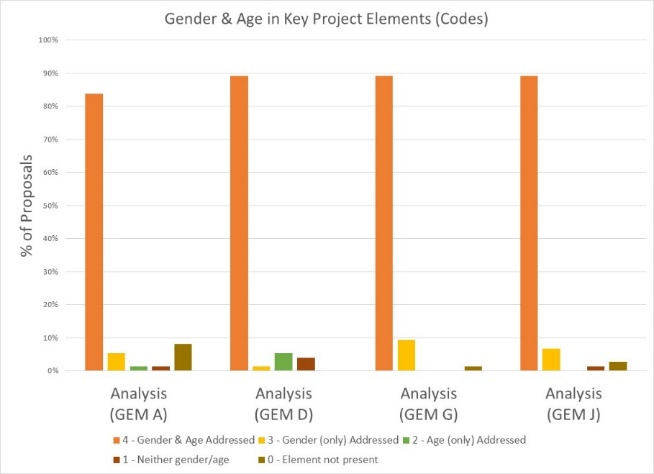 Gender & Age in Key Project Elements (Codes)
100%
90%
80%
70%
60%
50%
40%
30%
20%
10%
0%
% of Proposals
Analysis
(GEM A)
Analysis
(GEM D)
Analysis
(GEM G)
Analysis
(GEM J)
4 - Gender & Age Addressed
3 - Gender (only) Addressed
2 - Age (only) Addressed
1 - Neither gender/age
0 - Element not present